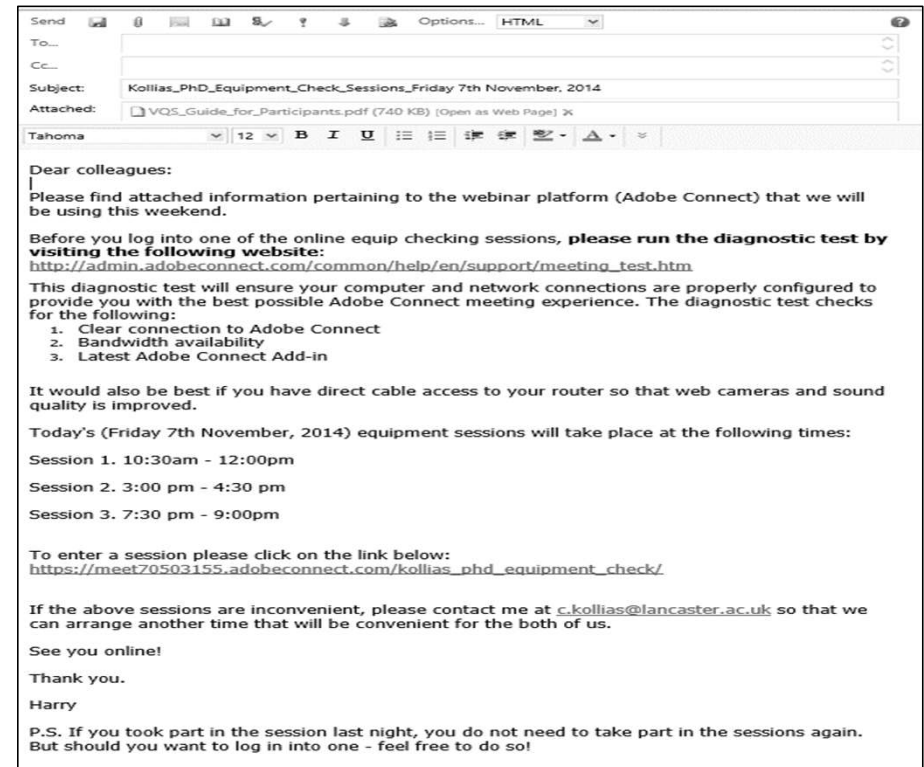 Send Options... HTML
To...
Cc...
Subject: Kollias_PhD_Equipment_Check_Sessions_Friday 7th November, 2014
Attached: VQS_Guide_for_Participants.pdf (740 KB) [Open as Web Page] x
Tahoma 12 B I U A
Dear colleagues:
Please find attached information pertaining to the webinar platform (Adobe Connect) that we will
be using this weekend.
Before you log into one of the online equip checking sessions, please run the diagnostic test by
visiting the following website:
http://admin.adobeconnect.com/common/help/en/support/meeting_test.htm
This diagnostic test will ensure your computer and network connections are properly configured to
provide you with the best possible Adobe Connect meeting experience. The diagnostic test checks
for the following:
1. Clear connection to Adobe Connect
2. Bandwidth availability
3. Latest Adobe Connect Add-in
It would also be best if you have direct cable access to your router so that web cameras and sound
quality is improved.
Today's (Friday 7th November, 2014) equipment sessions will take place at the following times:
Session 1. 10:30am - 12:00pm
Session 2. 3:00 pm - 4:30 pm
Session 3. 7:30 pm - 9:00pm
To enter a session please click on the link below:
https://meet70503155.adobeconnect.com/kollias_phd_equipment_check/
If the above sessions are inconvenient, please contact me at c.kollias@lancaster.ac.uk so that we
can arrange another time that will be convenient for the both of us.
See you online!
Thank you.
Harry
P.S. If you took part in the session last night, you do not need to take part in the sessions again.
But should you want to log in into one - feel free to do so!